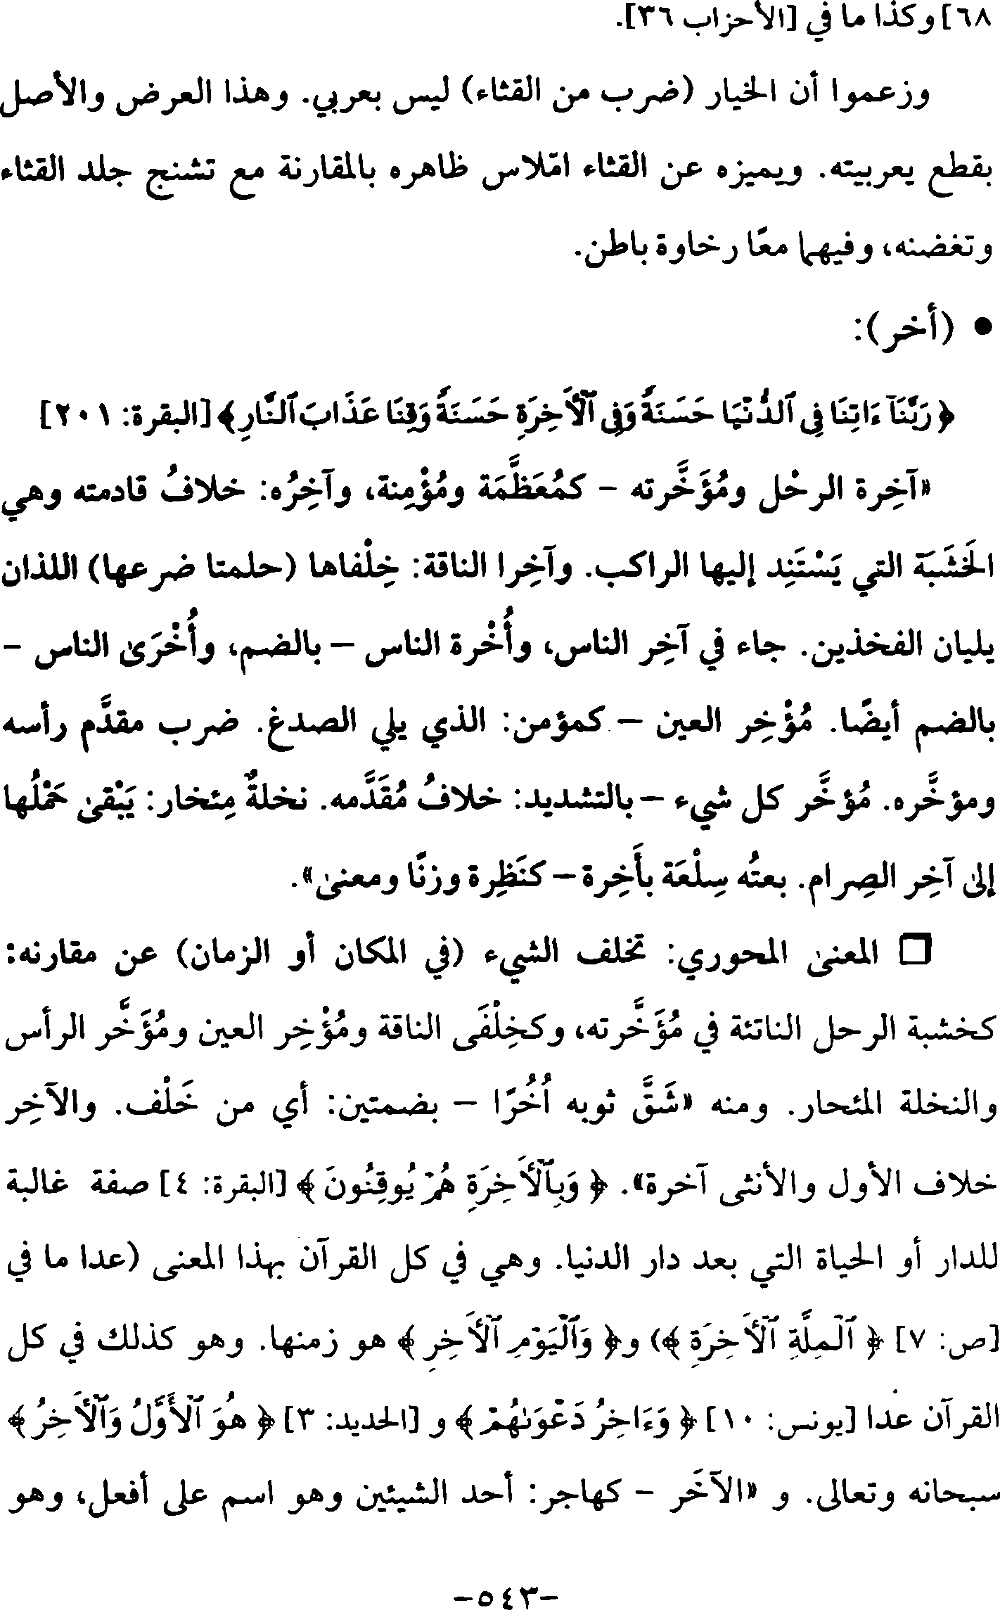 ٦٨] وكذا ما في [الأحزاب ٣٦].
وزعموا أن الخيار (ضرب من القثاء) ليس بعربي. وهذا العرض والأصل
بقطع يعربيته. ويميزه عن القثاء امّلاس ظاهره بالمقارنة مع تشنج جلد القثاء
وتغضنه، وفيهما معًا رخاوة باطن.
• (أخر):
﴿ رَبَّنَآ ءَاتِنَا فِي ٱلدُّنْيَا حَسَنَةً وَفِي ٱلْأَخِرَةِ حَسَنَةً وَقِنَا عَذَابَ ٱلنَّارِ﴾ [البقرة: ٢٠١]
«آخِرة الرحْل ومُؤَخَّرته – كمُعَظَّمَة ومُؤْمِنة، وآخِرُه: خلافُ قادمته وهي
الخَشَبَة التي يَسْتَنِد إليها الراكب. وآخِرا الناقة: خِلْفاها (حلمتا ضرعها) اللذان
يليان الفخذين. جاء في آخِر الناس، وأُخْرة الناس – بالضم، وأُخْرَىٰ الناس –
بالضم أيضًا. مُؤْخِر العين – كمؤمن: الذي يلي الصدغ. ضرب مقدَّم رأسه
ومؤخَّره. مُؤخَّر كل شيء – بالتشديد: خلافُ مُقَدَّمه. نخلةٌ مِئخار: يَبْقىٰ حَمْلُها
إلىٰ آخِر الصِرام. بعتُه سِلْعَة بأَخِرة – كنَظِرة وزنًا ومعنىٰ».
❒ المعنىٰ المحوري: تخلف الشيء (في المكان أو الزمان) عن مقارنه:
كخشبة الرحل الناتئة في مُؤَخَّرته، وكخِلْفَى الناقة ومُؤْخِر العين ومُؤَخَّر الرأس
والنخلة المئحار. ومنه «شَقَّ ثوبه أُخُرًا – بضمتين: أي من خَلْف. والآخِر
خلاف الأول والأنثى آخرة». ﴿ وَبِٱلْأَخِرَةِ هُمْ يُوقِنُونَ ﴾ [البقرة: ٤] صفة غالبة
للدار أو الحياة التي بعد دار الدنيا. وهي في كل القرآن بهذا المعنى (عدا ما في
[ص: ٧] ﴿ ٱلْمِلَّةِ ٱلْأَخِرَةِ ﴾) و﴿ وَٱلْيَوْمِ ٱلْأَخِرِ ﴾ هو زمنها. وهو كذلك في كل
القرآن عدا [يونس: ١٠] ﴿ وَءَاخِرُ دَعْوَىٰهُمْ ﴾ و [الحديد: ٣] ﴿ هُوَ ٱلْأَوَّلُ وَٱلْأَخِرُ ﴾
سبحانه وتعالى. و «الآخَر – كهاجر: أحد الشيئين وهو اسم على أفعل، وهو
-٥٤٣-